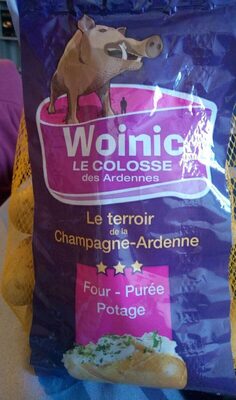 Woinic
LE COLOSSE
des Ardennes
Le terroir
de la
Champagne-Ardenne
Four - Purée
Potage